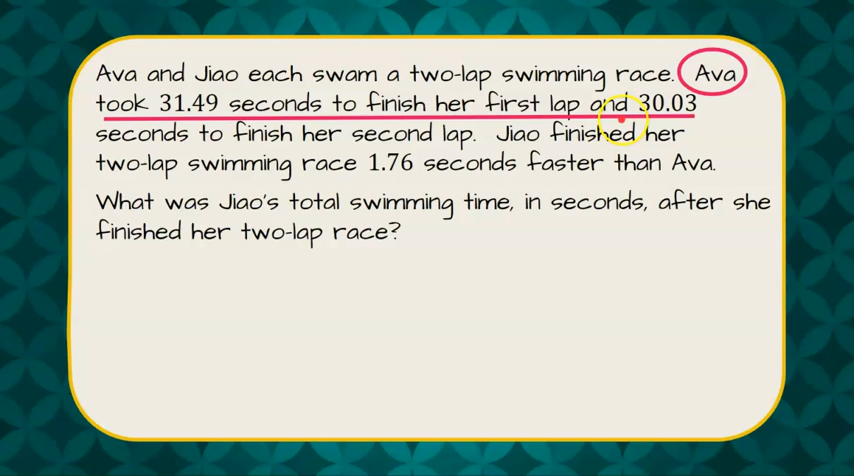 Ava and Jiao each swam a two-lap swimming race. Ava
took 31.49 seconds to finish her first lap and 30.03
seconds to finish her second lap. Jiao finished her
two-lap swimming race 1.76 seconds faster than Ava.
What was Jiao's total swimming time, in seconds, after she
finished her two-lap race?